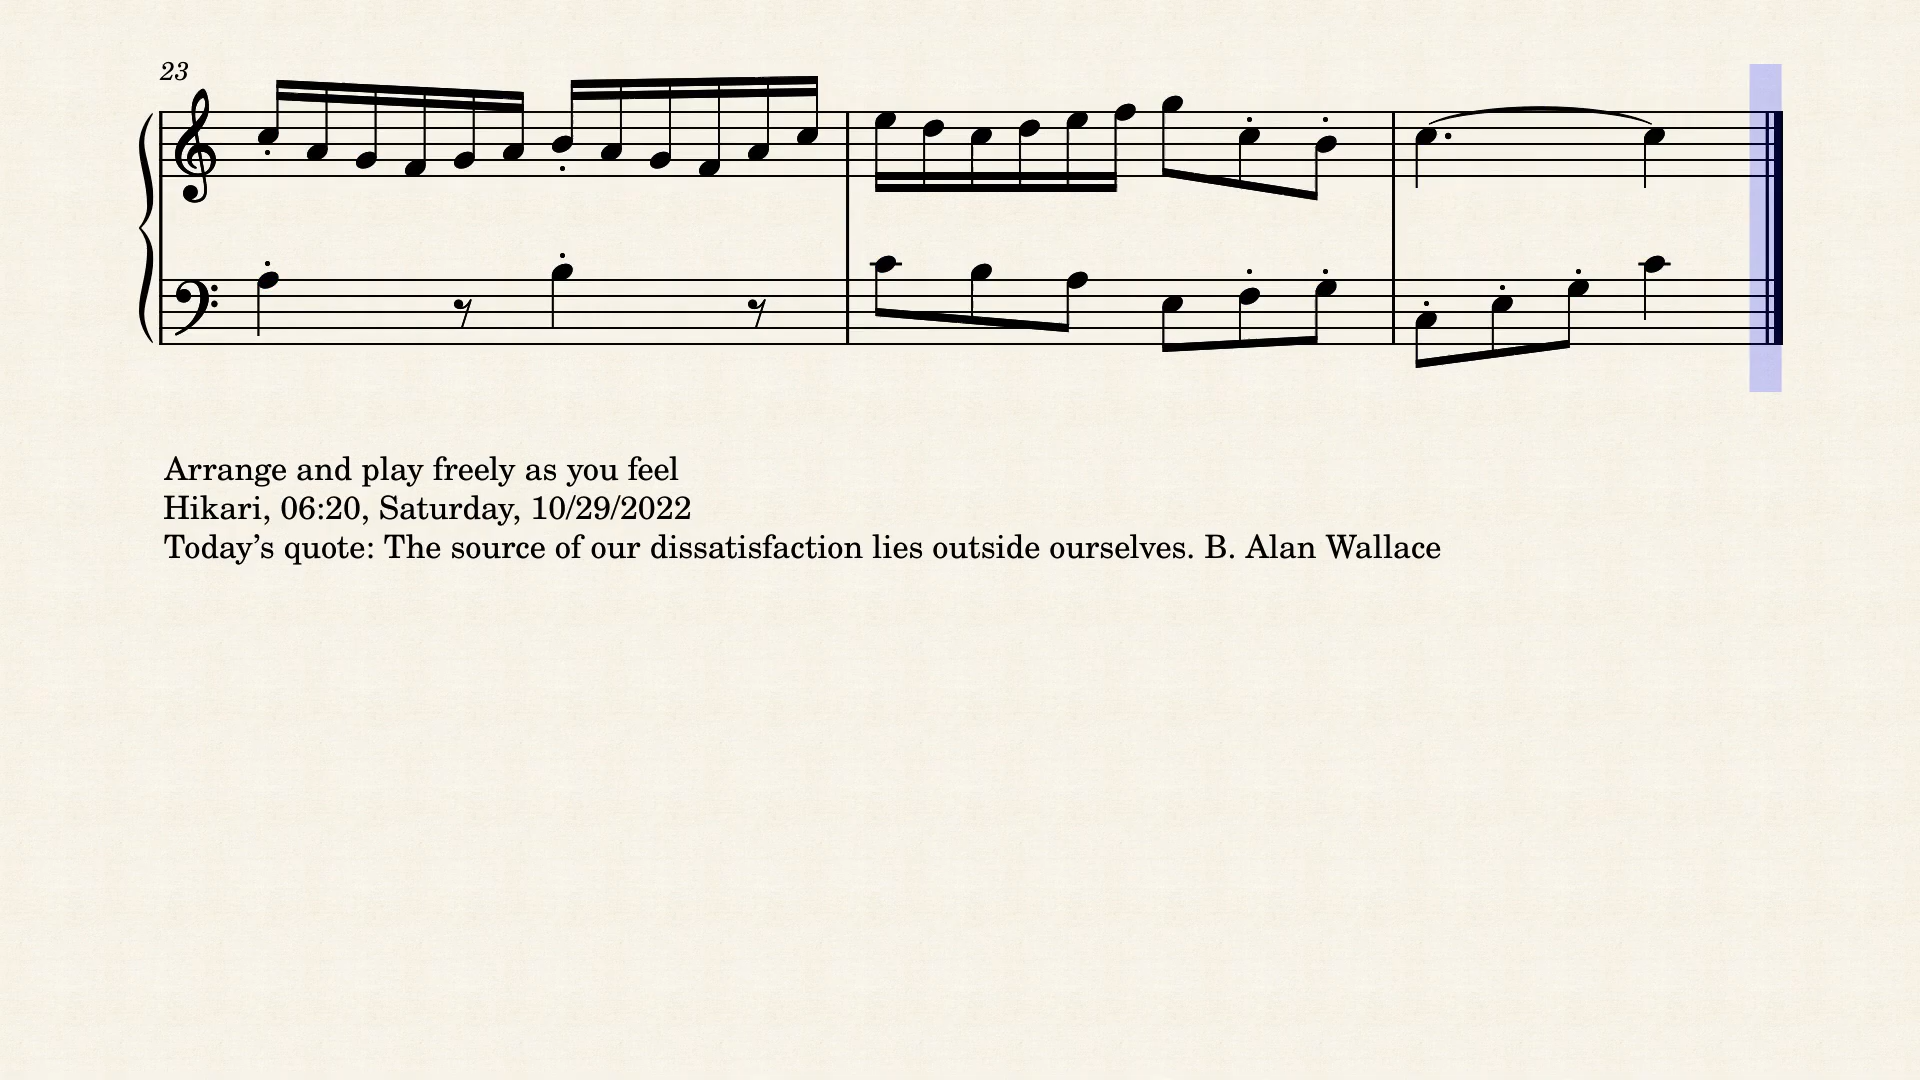 23
Arrange and play freely as you feel
Hikari, 06:20, Saturday, 10/29/2022
Today’s quote: The source of our dissatisfaction lies outside ourselves. B. Alan Wallace